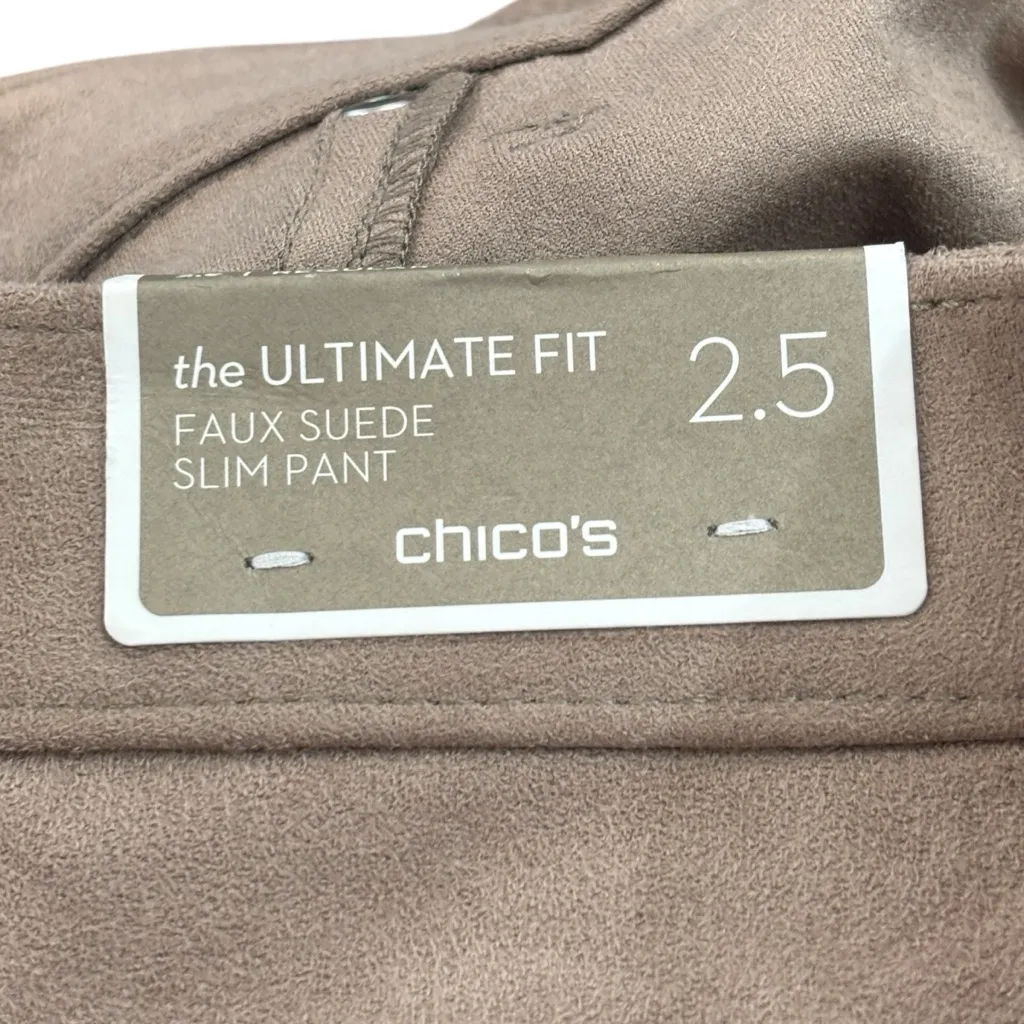 the ULTIMATE FIT 2.5
FAUX SUEDE
SLIM PANT
chico's